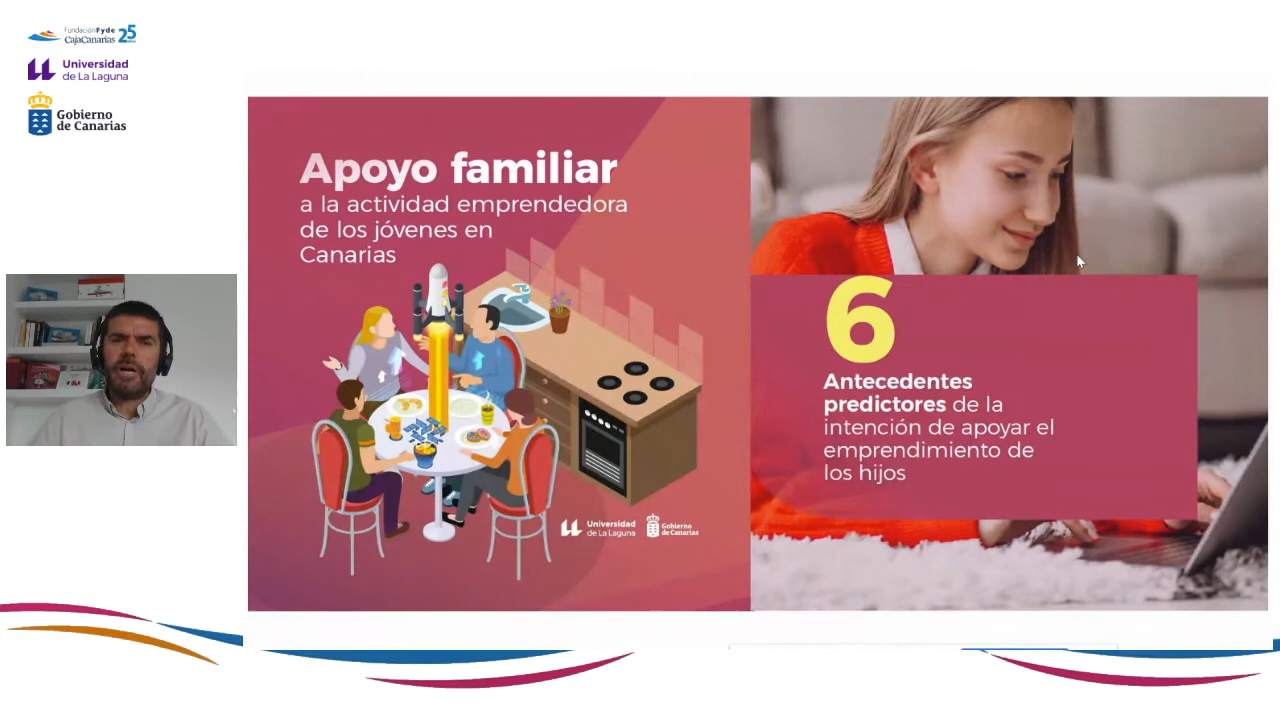 FundaciónFyde
CajaCanarias
25
años
Universidad
de La Laguna
Gobierno
de Canarias
Apoyo familiar
a la actividad emprendedora
de los jóvenes en
Canarias
Universidad
de La Laguna
Gobierno
de Canarias
6
Antecedentes
predictores de la
intención de apoyar el
emprendimiento de
los hijos